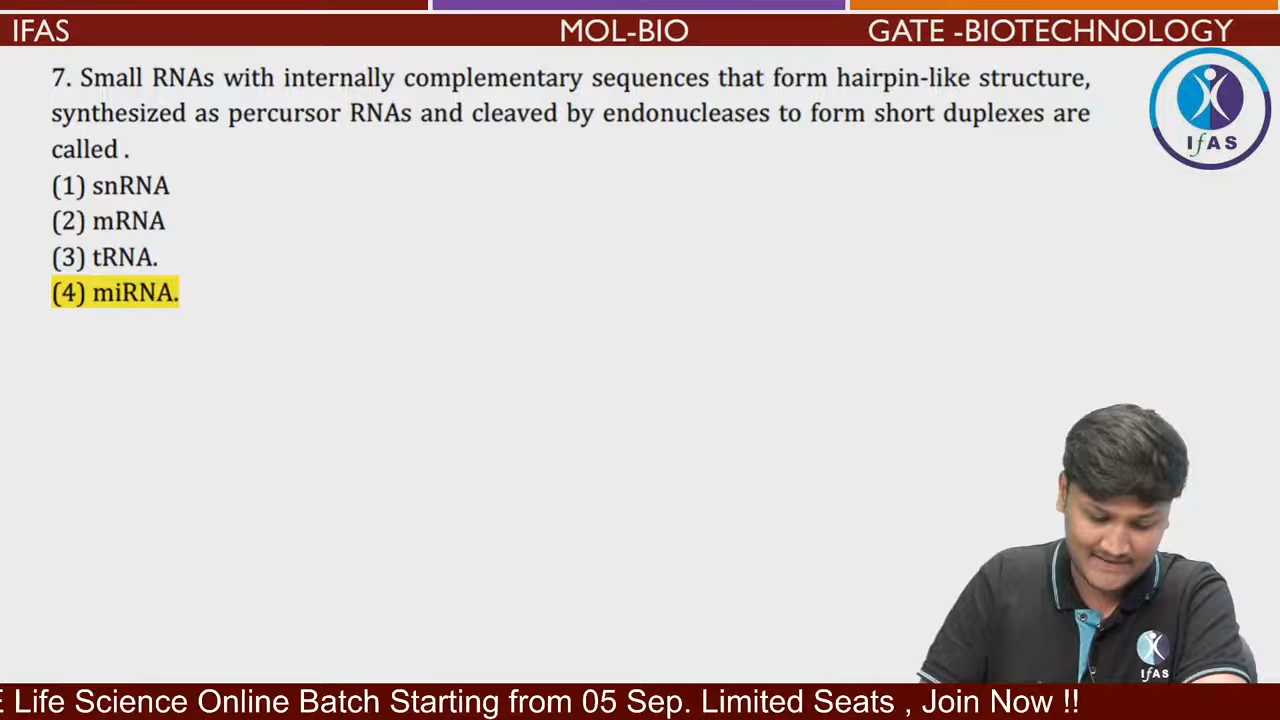 IFAS MOL-BIO GATE -BIOTECHNOLOGY
7. Small RNAs with internally complementary sequences that form hairpin-like structure,
synthesized as percursor RNAs and cleaved by endonucleases to form short duplexes are
called .
(1) snRNA
(2) mRNA
(3) tRNA.
(4) miRNA.
IfAS
IfAS
E Life Science Online Batch Starting from 05 Sep. Limited Seats , Join Now !!